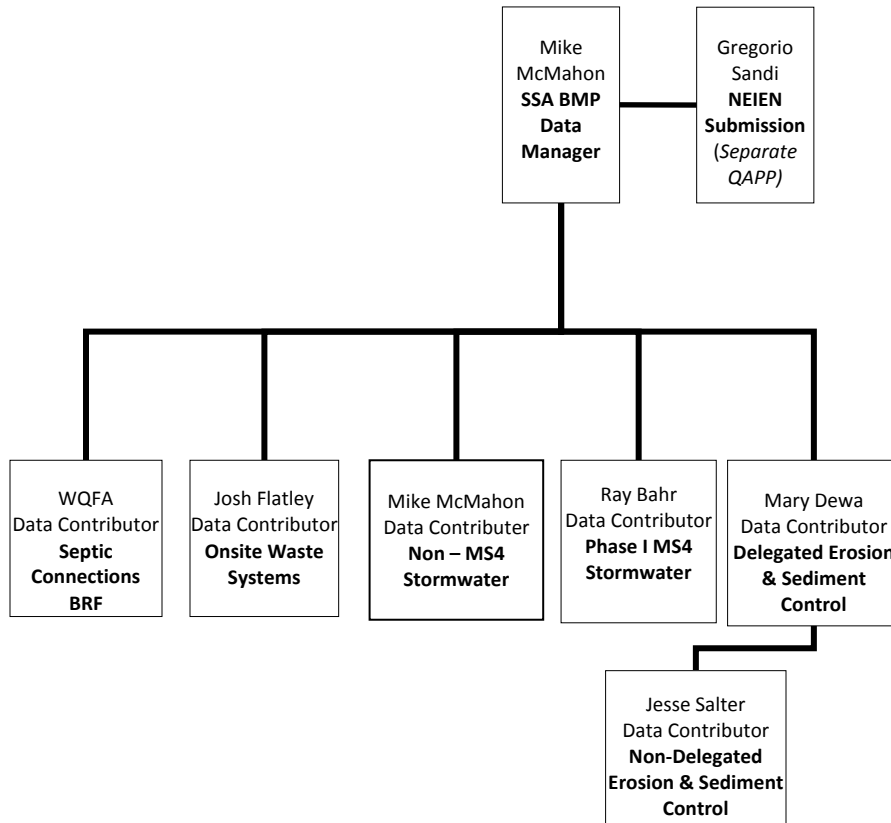 Mike
McMahon
SSA BMP
Data
Manager
Gregorio
Sandi
NEIEN
Submission
(Separate
QAPP)
WQFA
Data Contributor
Septic
Connections
BRF
Josh Flatley
Data Contributor
Onsite Waste
Systems
Mike McMahon
Data Contributer
Non – MS4
Stormwater
Ray Bahr
Data Contributor
Phase I MS4
Stormwater
Mary Dewa
Data Contributor
Delegated Erosion
& Sediment
Control
Jesse Salter
Data Contributor
Non-Delegated
Erosion & Sediment
Control